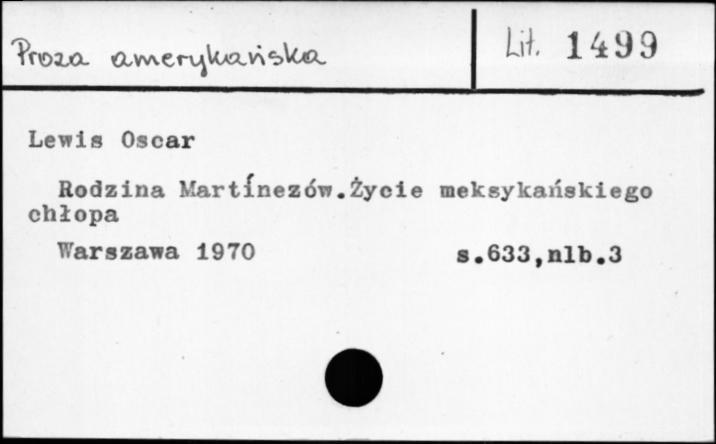 Proza amerykańska
Lit. 1499
Lewis Oscar
Rodzina Martínezów.Życie meksykańskiego
chłopa
Warszawa 1970 s.633,nlb.3